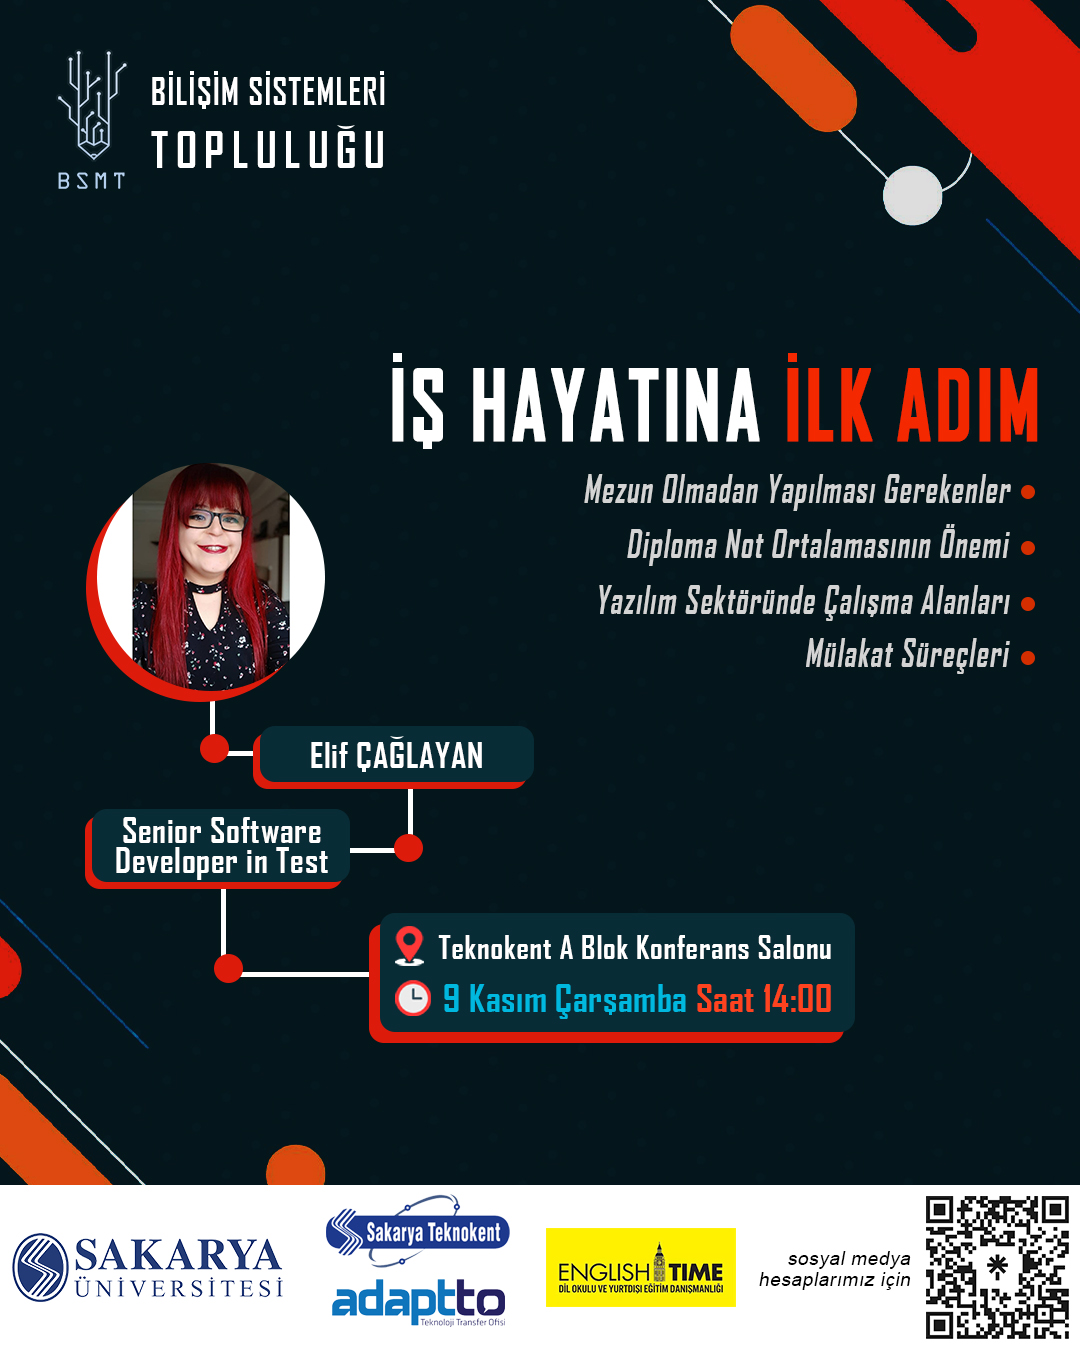 BİLİŞİM SİSTEMLERİ
TOPLULUĞU
BSMT
İŞ HAYATINA İLK ADIM
Mezun Olmadan Yapılması Gerekenler
Diploma Not Ortalamasının Önemi
Yazılım Sektöründe Çalışma Alanları
Mülakat Süreçleri
Elif ÇAĞLAYAN
Senior Software
Developer in Test
Teknokent A Blok Konferans Salonu
9 Kasım Çarşamba Saat 14:00
SAKARYA
ÜNİVERSİTESİ
Sakarya Teknokent
adaptto
Teknoloji Transfer Ofisi
ENGLISH TIME
DİL OKULU VE YURTDIŞI EĞİTİM DANIŞMANLIĞI
sosyal medya
hesaplarımız için